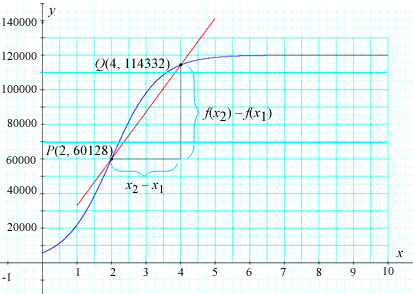 y
140000
120000
Q(4, 114332)
100000
f(x₂) – f(x₁)
80000
P(2, 60128)
60000
x₂ – x₁
40000
20000
x
-1 1 2 3 4 5 6 7 8 9 10